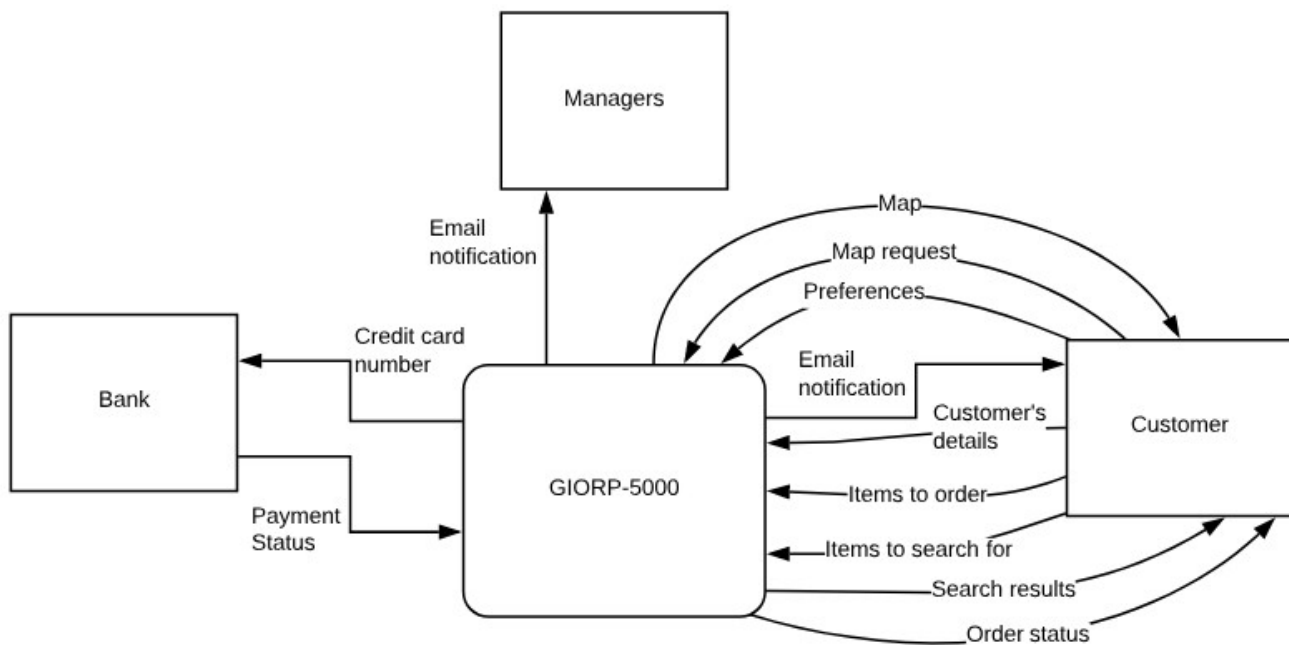 Managers
Map
Email
notification
Map request
Preferences
Credit card
number
Email
notification
Bank
Customer's
details
Customer
GIORP-5000
Items to order
Payment
Status
Items to search for
Search results
Order status